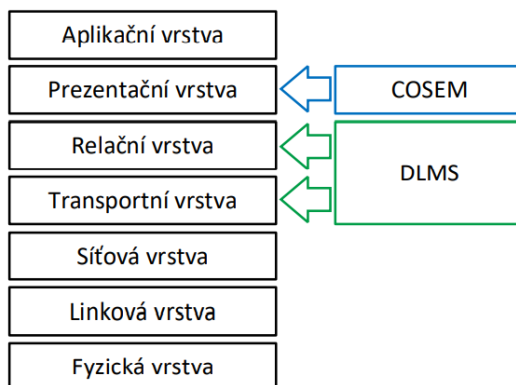 Aplikační vrstva
Prezentační vrstva
COSEM
Relační vrstva
DLMS
Transportní vrstva
Síťová vrstva
Linková vrstva
Fyzická vrstva